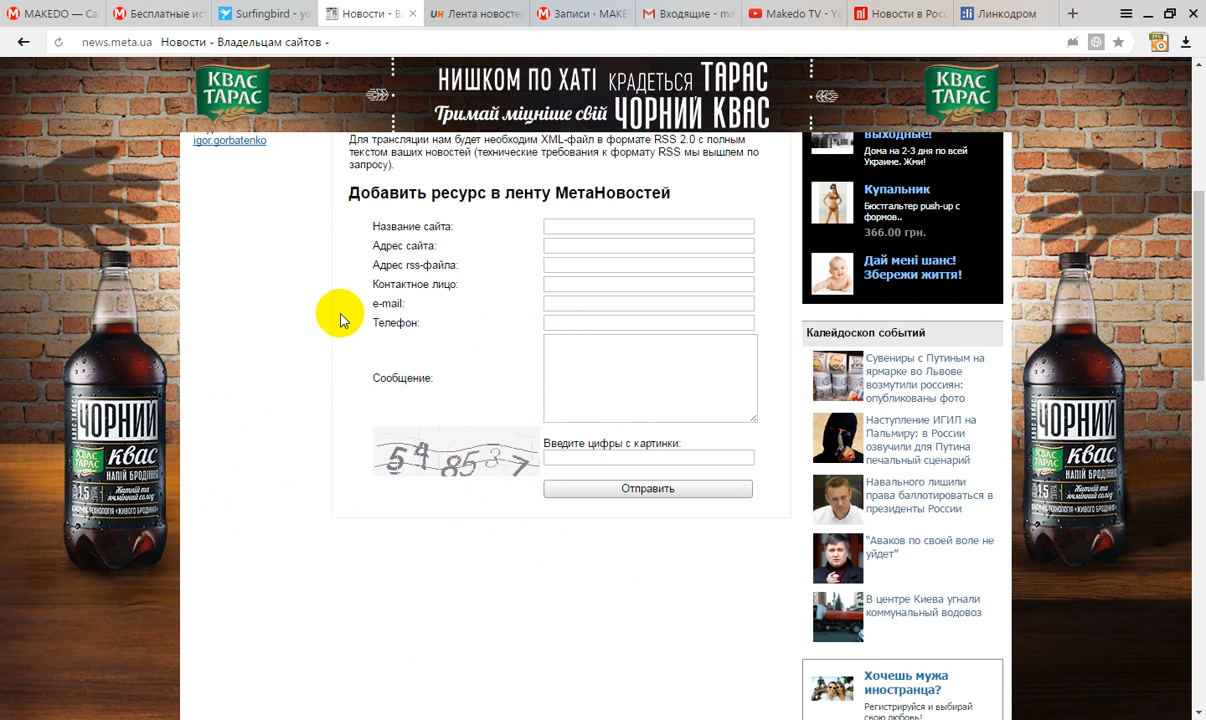 MAKEDO — Са
Бесплатные ис
Surfingbird - ус
Новости - В
Лента новостей
Записи ‹ MAKE
Входящие - ma
Makedo TV - Yo
Новости в Росс
Линкодром
news.meta.ua Новости - Владельцам сайтов -
КВАС ТАРАС
НИШКОМ ПО ХАТІ КРАДЕТЬСЯ ТАРАС
Тримай міцніше свій ЧОРНИЙ КВАС
КВАС ТАРАС
igor.gorbatenko
Для трансляции нам будет необходим XML-файл в формате RSS 2.0 с полным
текстом ваших новостей (технические требования к формату RSS мы вышлем по
запросу).
Добавить ресурс в ленту МетаНовостей
Название сайта:
Адрес сайта:
Адрес rss-файла:
Контактное лицо:
e-mail:
Телефон:
Сообщение:
548537
Введите цифры с картинки:
Отправить
выходные!
Дома на 2-3 дня по всей
Украине. Жми!
Купальник
Бюстгальтер push-up с
формов..
366.00 грн.
Дай мені шанс!
Збережи життя!
Калейдоскоп событий
Сувениры с Путиным на
ярмарке во Львове
возмутили россиян:
опубликованы фото
Наступление ИГИЛ на
Пальмиру: в России
озвучили для Путина
печальный сценарий
Навального лишили
права баллотироваться в
президенты России
“Аваков по своей воле не
уйдет”
В центре Киева угнали
коммунальный водовоз
Хочешь мужа
иностранца?
Регистрируйся и выбирай
свою любовь!
ЧОРНИЙ
КВАС ТАРАС
квас
НАПІЙ БРОДІННЯ
1,5
ЧОРНИЙ
КВАС ТАРАС
квас
НАПІЙ БРОДІННЯ
1,5